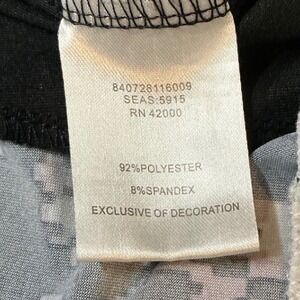 840728116009
SEAS:5915
RN 42000
92%POLYESTER
8%SPANDEX
EXCLUSIVE OF DECORATION